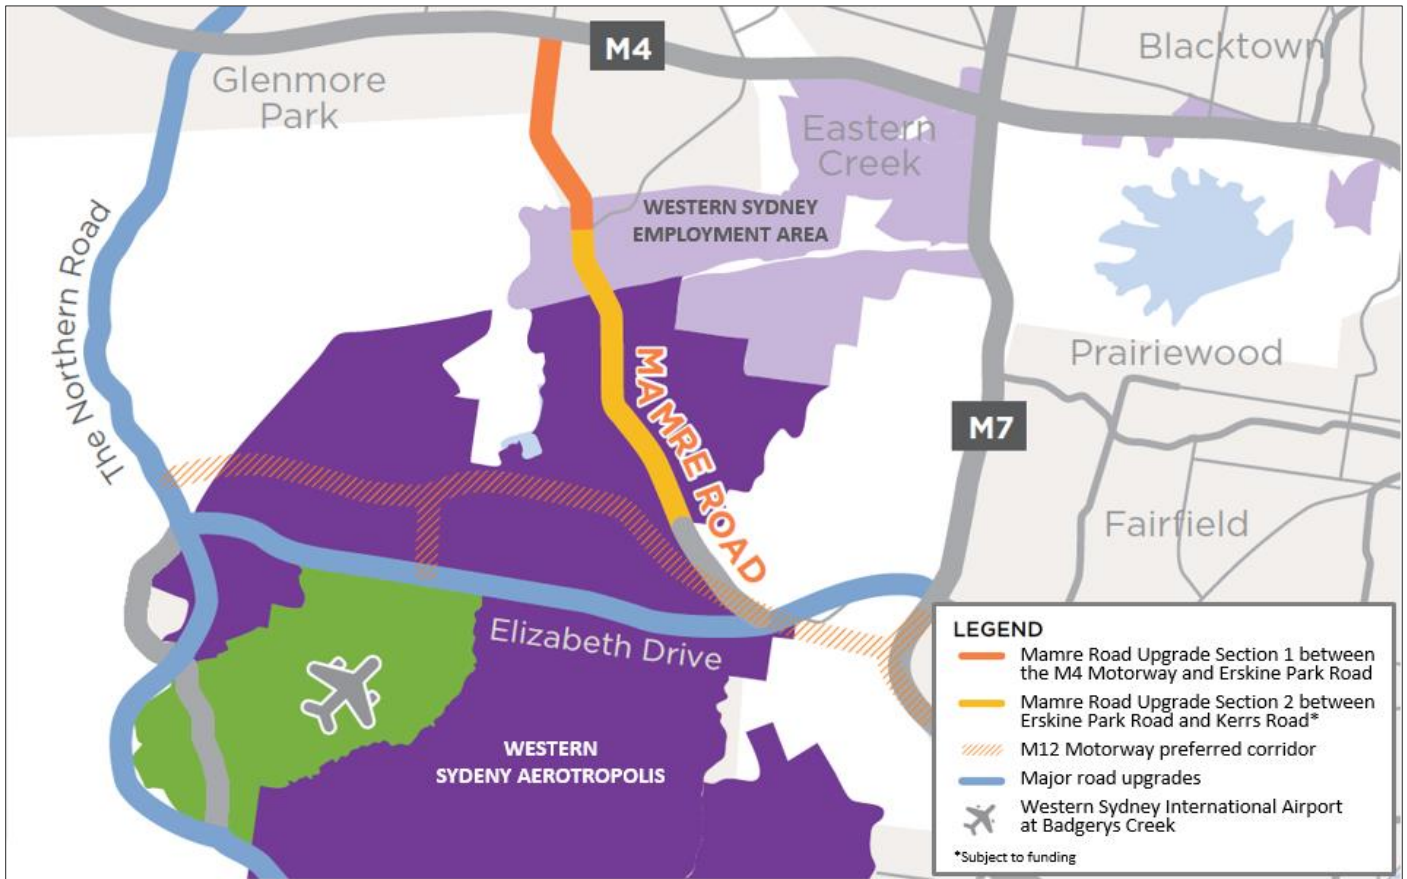 M4
Blacktown
Glenmore
Park
Eastern
Creek
WESTERN SYDNEY
EMPLOYMENT AREA
The Northern Road
MAMRE ROAD
Prairiewood
M7
Fairfield
Elizabeth Drive
WESTERN
SYDENY AEROTROPOLIS
LEGEND
Mamre Road Upgrade Section 1 between
the M4 Motorway and Erskine Park Road
Mamre Road Upgrade Section 2 between
Erskine Park Road and Kerrs Road*
M12 Motorway preferred corridor
Major road upgrades
Western Sydney International Airport
at Badgerys Creek
*Subject to funding